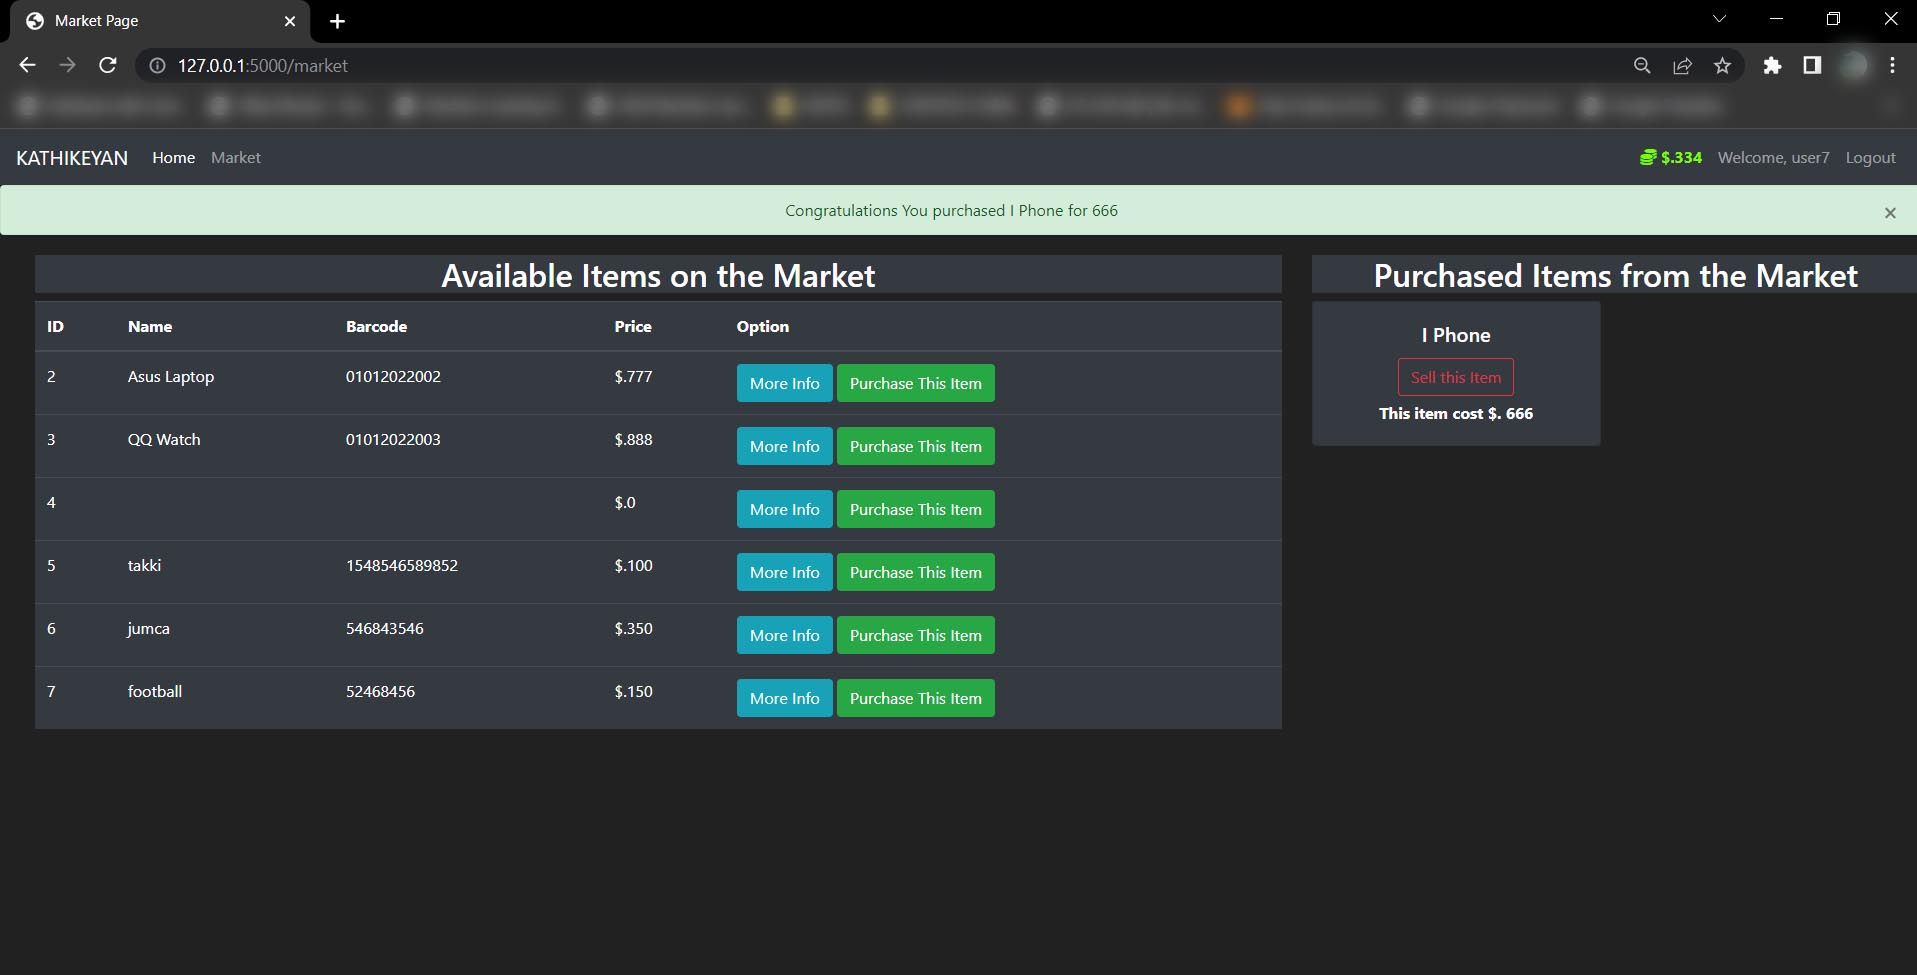 Market Page
127.0.0.1:5000/market
KATHIKEYAN Home Market $.334 Welcome, user7 Logout
Congratulations You purchased I Phone for 666
Available Items on the Market
ID Name Barcode Price Option
2 Asus Laptop 01012022002 $.777 More Info Purchase This Item
3 QQ Watch 01012022003 $.888 More Info Purchase This Item
4 $.0 More Info Purchase This Item
5 takki 1548546589852 $.100 More Info Purchase This Item
6 jumca 546843546 $.350 More Info Purchase This Item
7 football 52468456 $.150 More Info Purchase This Item
Purchased Items from the Market
I Phone
Sell this Item
This item cost $. 666